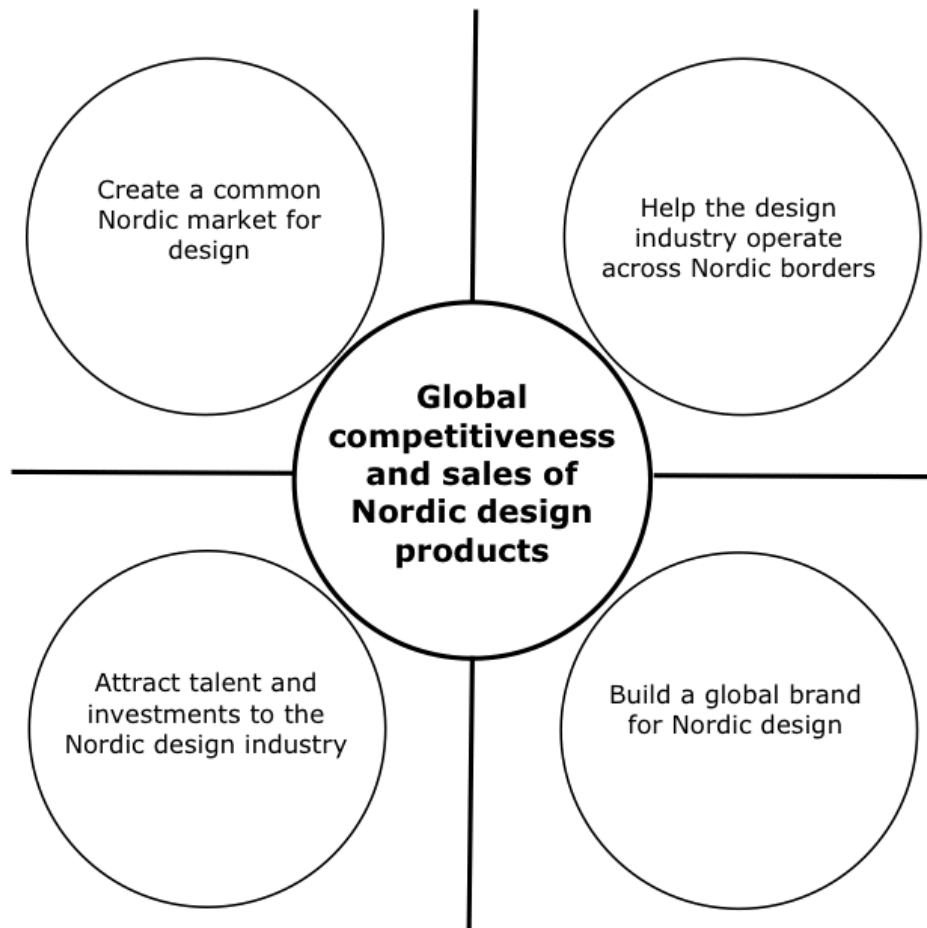 Create a common
Nordic market for
design
Help the design
industry operate
across Nordic borders
Global
competitiveness
and sales of
Nordic design
products
Attract talent and
investments to the
Nordic design industry
Build a global brand
for Nordic design